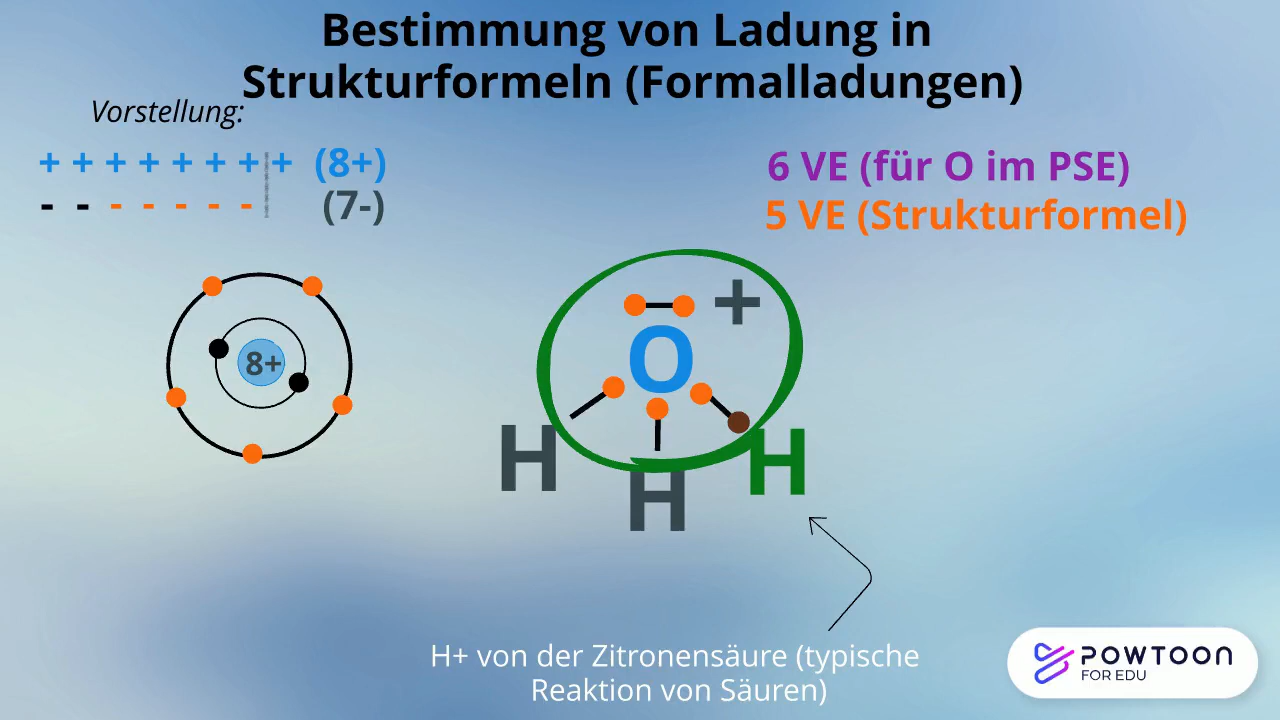 Bestimmung von Ladung in
Strukturformeln (Formalladungen)
Vorstellung:
+ + + + + + + + (8+)
- - - - - - - (7-)
6 VE (für O im PSE)
5 VE (Strukturformel)
8+
+
O
H
H
H
H+ von der Zitronensäure (typische
Reaktion von Säuren)
POWTOON
FOR EDU